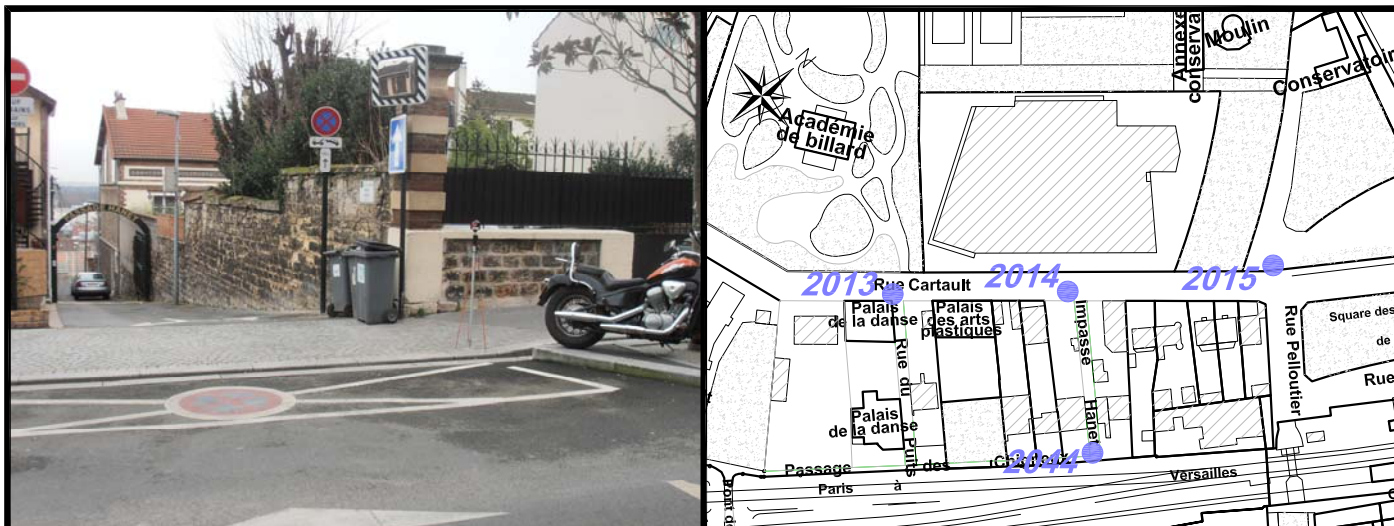 Annexe
conservat
Moulin
Conservatoir
Académie
de billard
2013
2014
2015
Rue Cartault
Palais
de la danse
Palais
des arts
plastiques
Impasse
Hanet
Rue du
Puits
Rue Pelloutier
Square des
de
Rue
Palais
de la danse
2044
Passage
des
Paris
à
Versailles